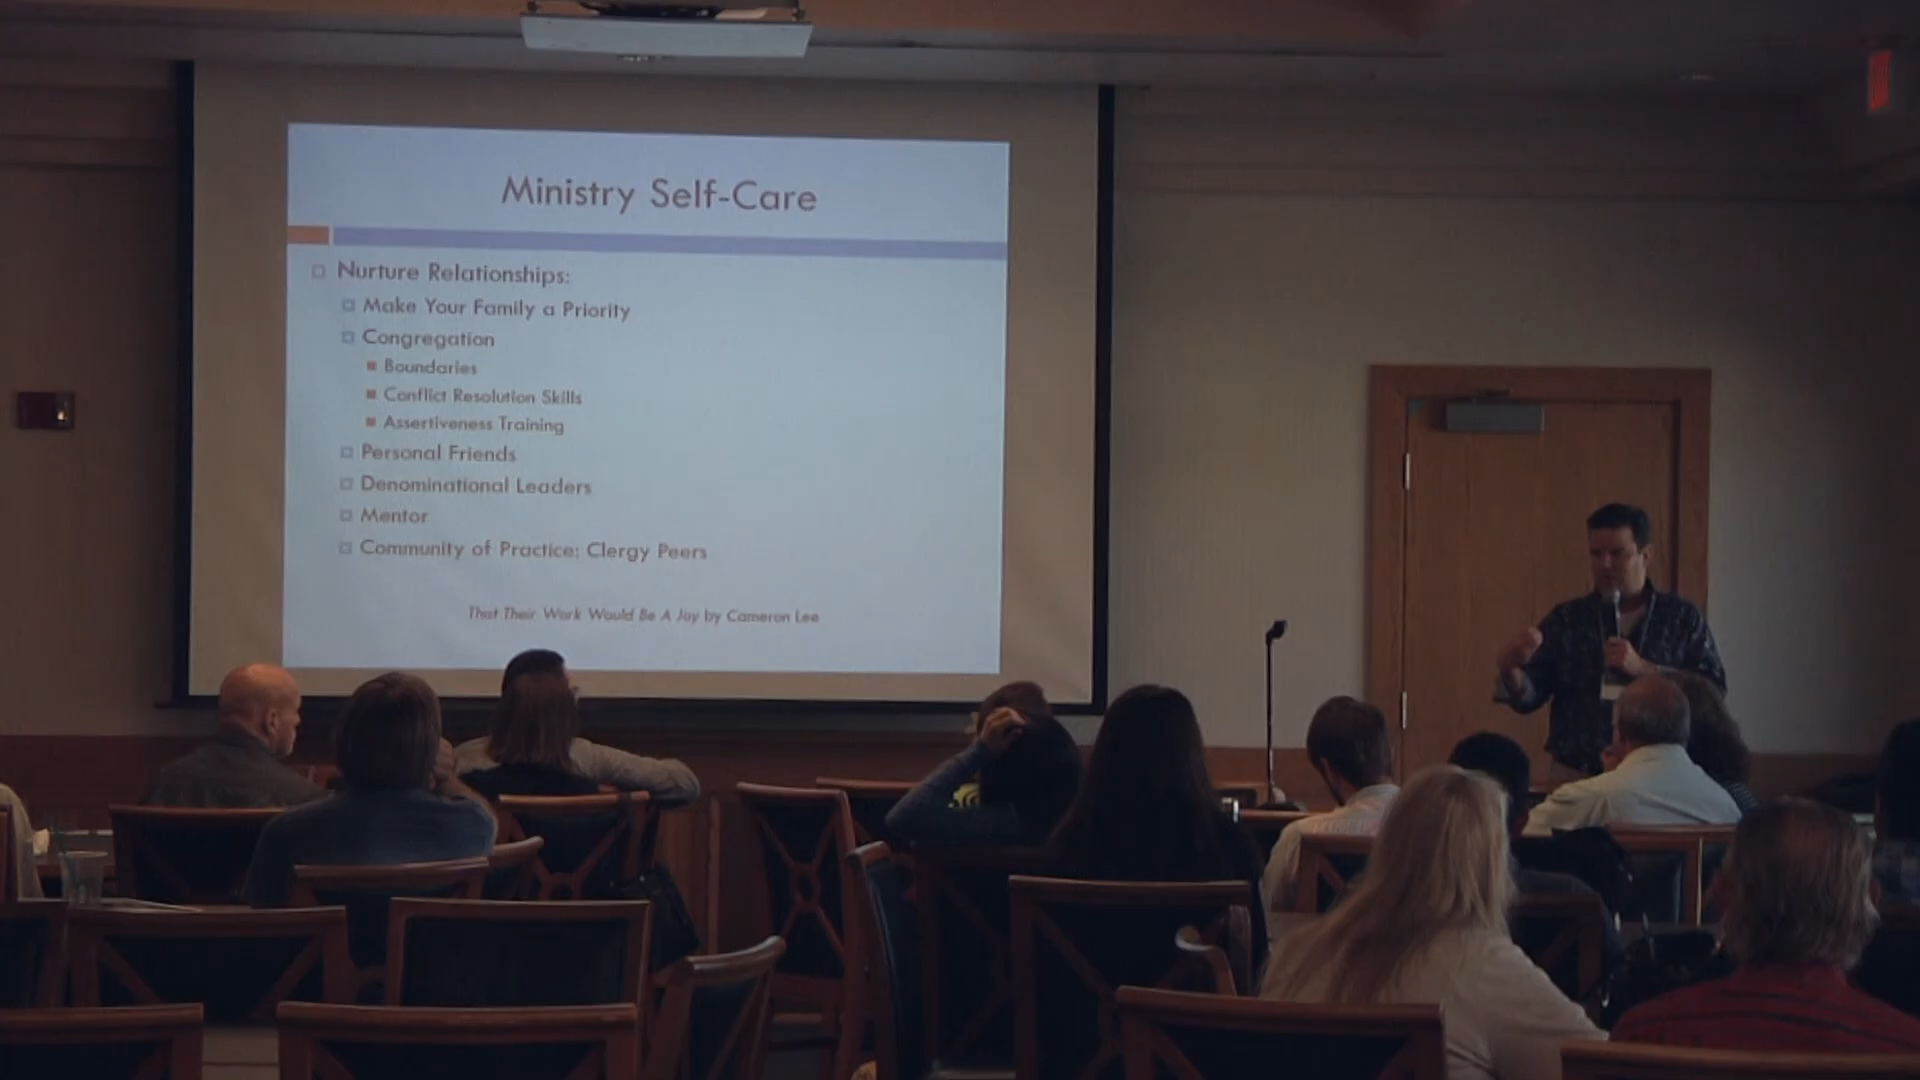 Ministry Self-Care
Nurture Relationships:
Make Your Family a Priority
Congregation
Boundaries
Conflict Resolution Skills
Assertiveness Training
Personal Friends
Denominational Leaders
Mentor
Community of Practice: Clergy Peers
That Their Work Would Be A Joy by Cameron Lee